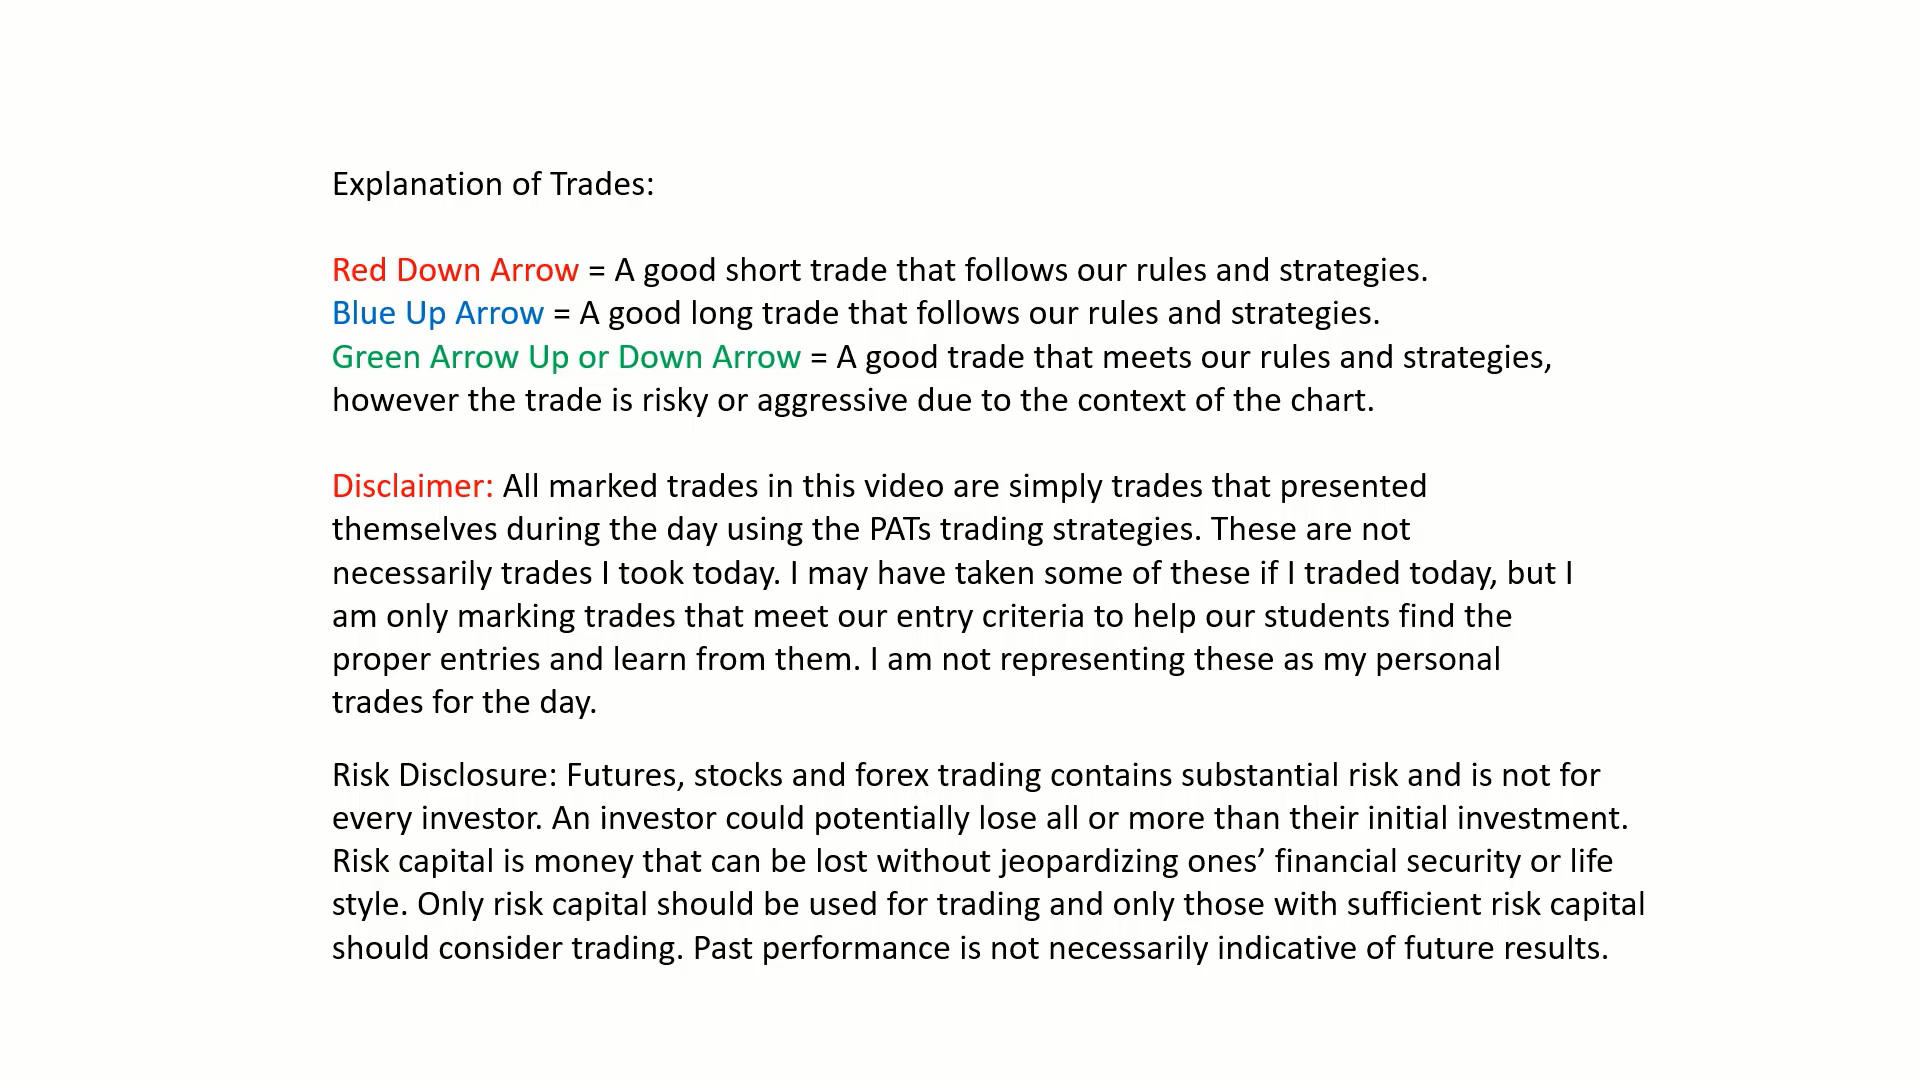 Explanation of Trades:
Red Down Arrow = A good short trade that follows our rules and strategies.
Blue Up Arrow = A good long trade that follows our rules and strategies.
Green Arrow Up or Down Arrow = A good trade that meets our rules and strategies,
however the trade is risky or aggressive due to the context of the chart.
Disclaimer: All marked trades in this video are simply trades that presented
themselves during the day using the PATs trading strategies. These are not
necessarily trades I took today. I may have taken some of these if I traded today, but I
am only marking trades that meet our entry criteria to help our students find the
proper entries and learn from them. I am not representing these as my personal
trades for the day.
Risk Disclosure: Futures, stocks and forex trading contains substantial risk and is not for
every investor. An investor could potentially lose all or more than their initial investment.
Risk capital is money that can be lost without jeopardizing ones’ financial security or life
style. Only risk capital should be used for trading and only those with sufficient risk capital
should consider trading. Past performance is not necessarily indicative of future results.